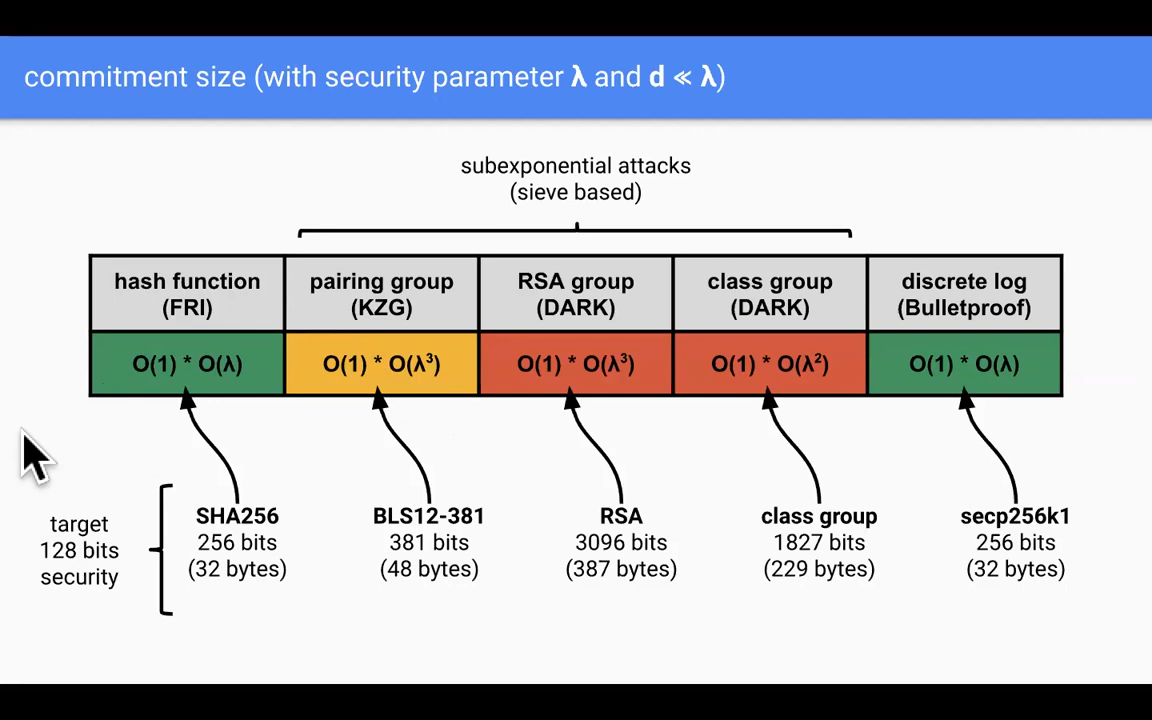 commitment size (with security parameter λ and d ≪ λ)
subexponential attacks
(sieve based)
hash function
(FRI)
pairing group
(KZG)
RSA group
(DARK)
class group
(DARK)
discrete log
(Bulletproof)
O(1) * O(λ)
O(1) * O(λ³)
O(1) * O(λ³)
O(1) * O(λ²)
O(1) * O(λ)
target
128 bits
security
SHA256
256 bits
(32 bytes)
BLS12-381
381 bits
(48 bytes)
RSA
3096 bits
(387 bytes)
class group
1827 bits
(229 bytes)
secp256k1
256 bits
(32 bytes)